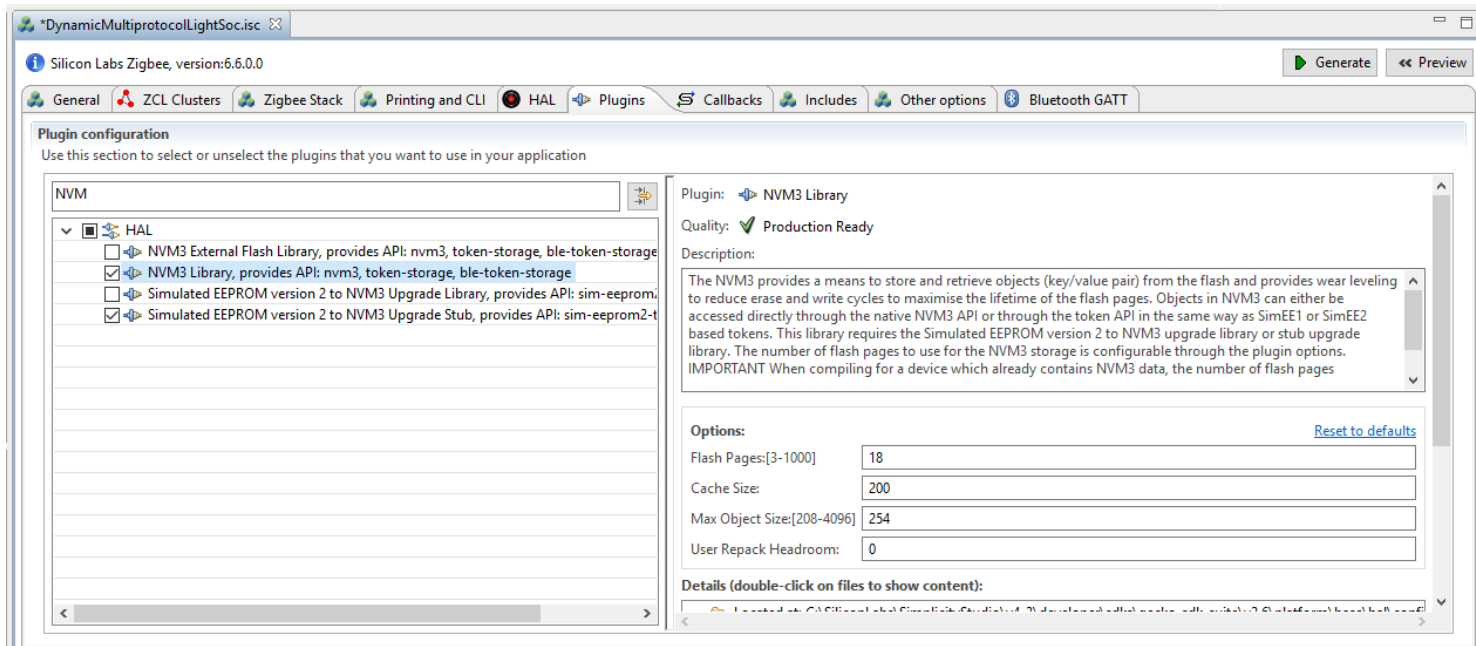 *DynamicMultiprotocolLightSoc.isc
Silicon Labs Zigbee, version:6.6.0.0
Generate
Preview
General
ZCL Clusters
Zigbee Stack
Printing and CLI
HAL
Plugins
Callbacks
Includes
Other options
Bluetooth GATT
Plugin configuration
Use this section to select or unselect the plugins that you want to use in your application
NVM
HAL
NVM3 External Flash Library, provides API: nvm3, token-storage, ble-token-storage
NVM3 Library, provides API: nvm3, token-storage, ble-token-storage
Simulated EEPROM version 2 to NVM3 Upgrade Library, provides API: sim-eeprom
Simulated EEPROM version 2 to NVM3 Upgrade Stub, provides API: sim-eeprom2-t
Plugin: NVM3 Library
Quality: Production Ready
Description:
The NVM3 provides a means to store and retrieve objects (key/value pair) from the flash and provides wear leveling
to reduce erase and write cycles to maximise the lifetime of the flash pages. Objects in NVM3 can either be
accessed directly through the native NVM3 API or through the token API in the same way as SimEE1 or SimEE2
based tokens. This library requires the Simulated EEPROM version 2 to NVM3 upgrade library or stub upgrade
library. The number of flash pages to use for the NVM3 storage is configurable through the plugin options.
IMPORTANT When compiling for a device which already contains NVM3 data, the number of flash pages
Options:
Reset to defaults
Flash Pages:[3-1000] 18
Cache Size: 200
Max Object Size:[208-4096] 254
User Repack Headroom: 0
Details (double-click on files to show content):